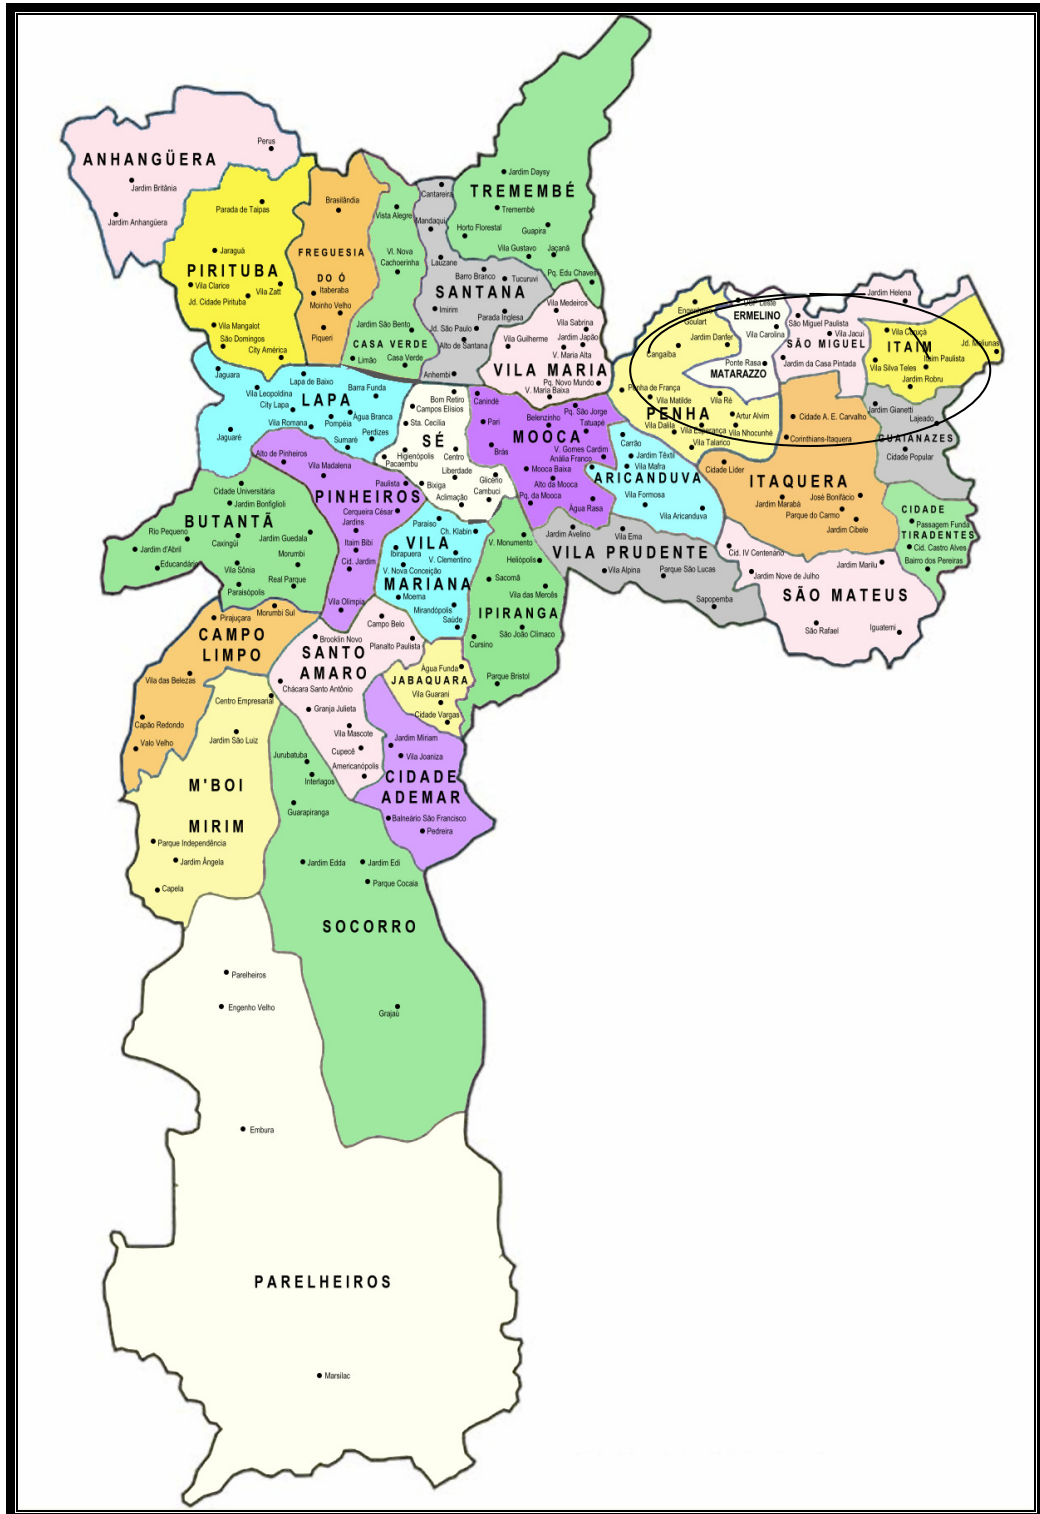 Perus
ANHANGÜERA
Jardim Britânia
Jardim Anhangüera
Parada de Taipas
Jaraguá
PIRITUBA
Vila Clarice
Vila Zatt
Jd. Cidade Pirituba
Vila Mangalot
São Domingos
City América
Brasilândia
FREGUESIA
DO Ó
Itaberaba
Moinho Velho
Piqueri
Vista Alegre
Vl. Nova
Cachoerinha
Jardim São Bento
CASA VERDE
Limão
Casa Verde
Cantareira
Mandaqui
Lauzane
Barro Branco
Tucuruvi
SANTANA
Imirim
Parada Inglesa
Jd. São Paulo
Alto de Santana
Anhembi
Jardim Daysy
TREMEMBÉ
Tremembé
Horto Florestal
Guapira
Vila Gustavo
Jaçanã
Pq. Edu Chaves
Vila Medeiros
Vila Sabrina
Vila Guilherme
Jardim Japão
V. Maria Alta
VILA MARIA
Pq. Novo Mundo
V. Maria Baixa
Jaguara
Lapa de Baixo
Vila Leopoldina
Barra Funda
LAPA
City Lapa
Água Branca
Vila Romana
Pompéia
Jaguaré
Sumaré
Perdizes
Bom Retiro
Campos Elísios
Sta. Cecília
SÉ
Higienópolis
Centro
Pacaembu
Liberdade
Glicério
Bixiga
Cambuci
Aclimação
Canindé
Pari
Brás
Belenzinho
Pq. São Jorge
Tatuapé
MOOCA
V. Gomes Cardim
Anália Franco
Mooca Baixa
Alto da Mooca
Pq. da Mooca
Água Rasa
Carrão
Jardim Têxtil
Vila Mafra
ARICANDUVA
Vila Formosa
Vila Aricanduva
Engenheiro
Goulart
Jardim Danfer
Cangaíba
Penha de França
Vila Matilde
Vila Ré
PENHA
Artur Alvim
Vila Dalila
Vila Esperança
Vila Nhocunhé
Vila Talarico
ERMELINO
Vila Carolina
Ponte Rasa
MATARAZZO
Jardim Helena
São Miguel Paulista
Vila Jacuí
SÃO MIGUEL
Jardim da Casa Pintada
Vila Curuçá
ITAIM
Itaim Paulista
Vila Silva Teles
Jardim Robru
Jardim Gianetti
Lajeado
GUAIANAZES
Cidade Popular
Cidade A. E. Carvalho
Corinthians-Itaquera
Cidade Líder
ITAQUERA
José Bonifácio
Jardim Marabá
Parque do Carmo
Jardim Cibele
CIDADE
Passagem Funda
TIRADENTES
Cid. Castro Alves
Bairro dos Pereiras
Cid. IV Centenário
Jardim Marilu
Jardim Nove de Julho
SÃO MATEUS
São Rafael
Iguatemi
Jardim Avelino
Vila Ema
VILA PRUDENTE
Vila Alpina
Parque São Lucas
Sapopemba
Alto de Pinheiros
Vila Madalena
Paulista
PINHEIROS
Cerqueira César
Jardins
Itaim Bibi
Cid. Jardim
Vila Olímpia
Cidade Universitária
Jardim Bonfiglioli
BUTANTÃ
Rio Pequeno
Caxingüi
Jardim Guedala
Jardim d'Abril
Morumbi
Educandário
Vila Sônia
Real Parque
Paraisópolis
Paraíso
Ch. Klabin
VILA
Ibirapuera
V. Clementino
V. Nova Conceição
MARIANA
Moema
Mirandópolis
Saúde
V. Monumento
Heliópolis
Sacomã
Vila das Mercês
IPIRANGA
São João Clímaco
Cursino
Parque Bristol
Morumbi Sul
Pirajuçara
CAMPO
LIMPO
Vila das Belezas
Capão Redondo
Valo Velho
Campo Belo
Brooklin Novo
Planalto Paulista
SANTO
AMARO
Chácara Santo Antônio
Granja Julieta
Vila Mascote
Cupecê
Americanópolis
Água Funda
JABAQUARA
Vila Guarani
Cidade Vargas
Jardim Miriam
Vila Joaniza
CIDADE
ADEMAR
Balneário São Francisco
Pedreira
Centro Empresarial
Jardim São Luiz
M'BOI
MIRIM
Parque Independência
Jardim Ângela
Capela
Jurubatuba
Interlagos
Guarapiranga
Jardim Edda
Jardim Edi
Parque Cocaia
SOCORRO
Grajaú
Parelheiros
Engenho Velho
Embura
PARELHEIROS
Marsilac